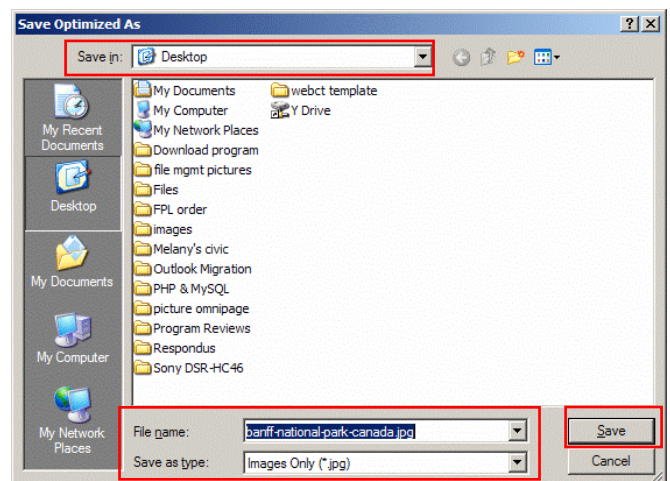 Save Optimized As
Save in: Desktop
My Recent
Documents
Desktop
My Documents
My Computer
My Network
Places
My Documents
My Computer
My Network Places
Download program
file mgmt pictures
Files
FPL order
images
Melany's civic
Outlook Migration
PHP & MySQL
picture omnipage
Program Reviews
Respondus
Sony DSR-HC46
webct template
Y Drive
File name: banff-national-park-canada.jpg
Save as type: Images Only (*.jpg)
Save
Cancel